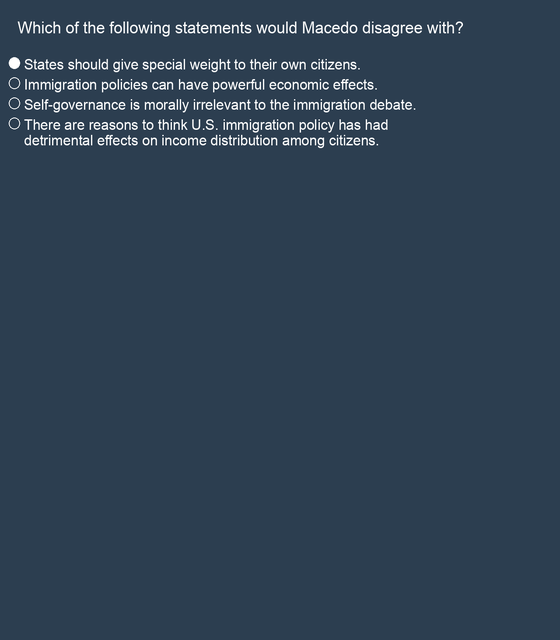 Which of the following statements would Macedo disagree with?
States should give special weight to their own citizens.
Immigration policies can have powerful economic effects.
Self-governance is morally irrelevant to the immigration debate.
There are reasons to think U.S. immigration policy has had
detrimental effects on income distribution among citizens.